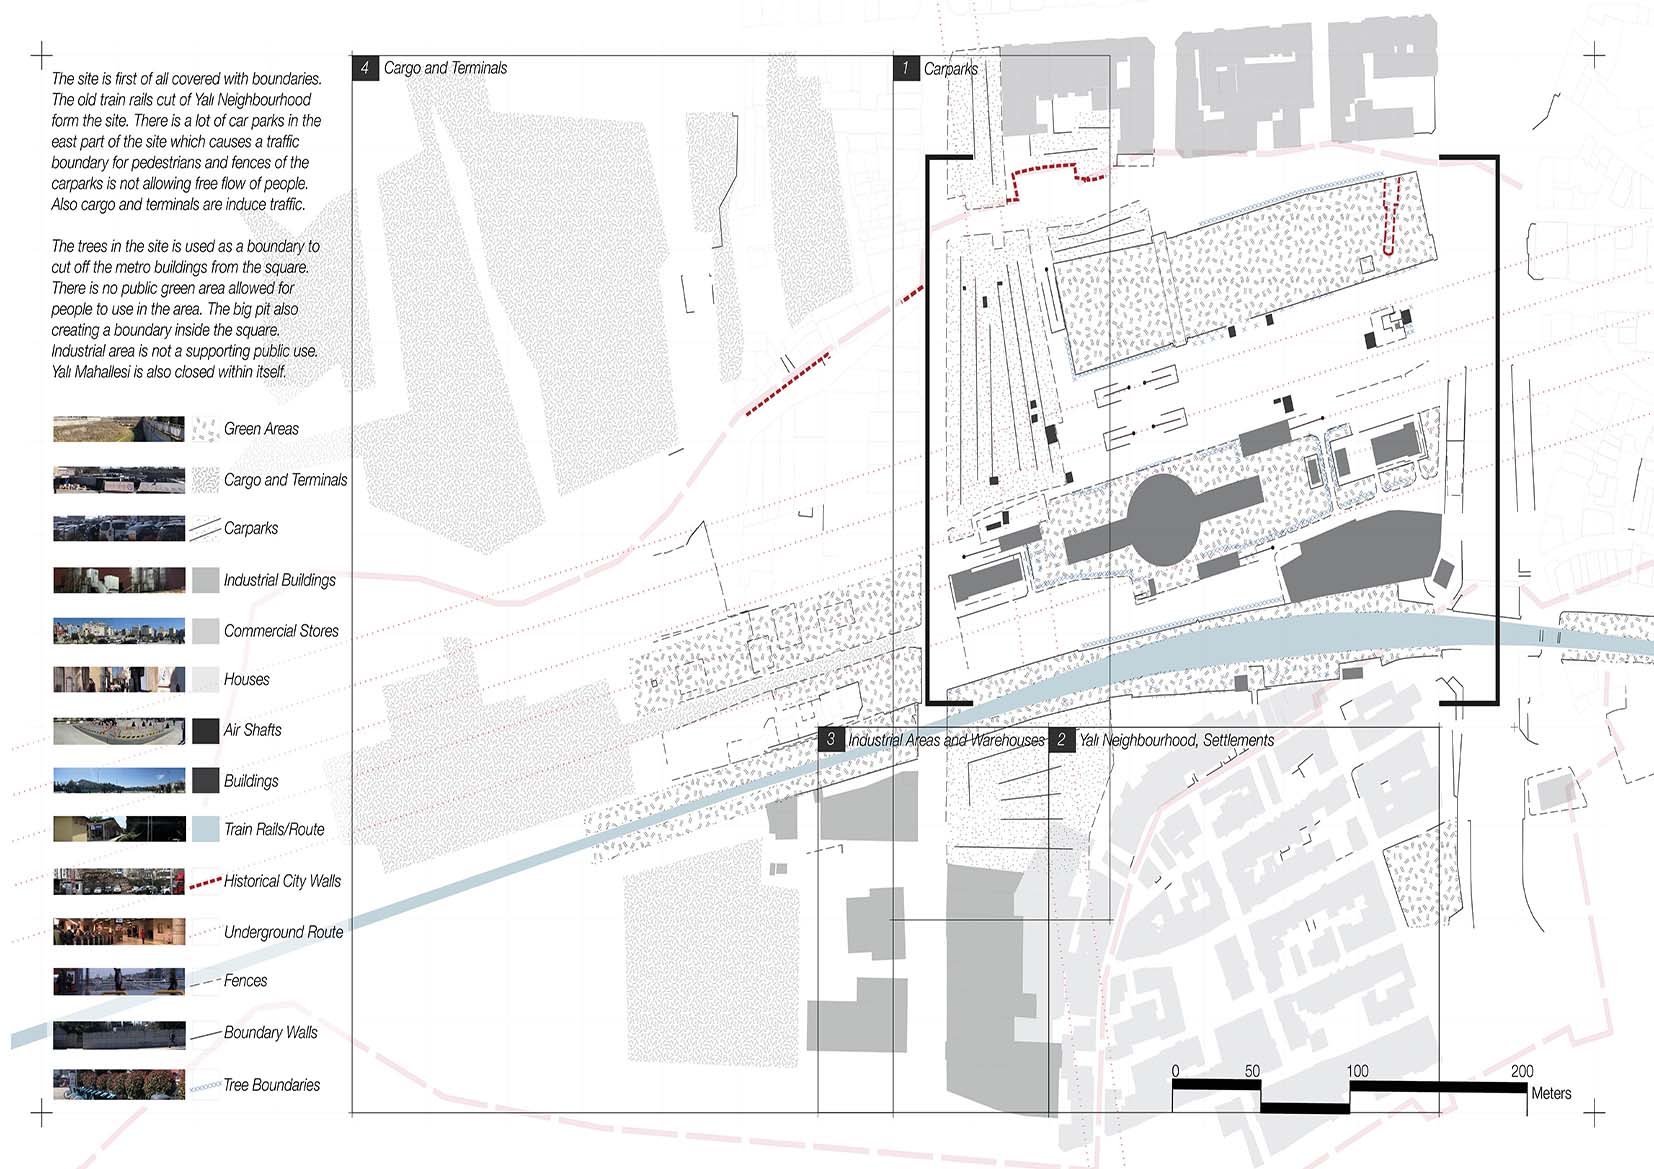 The site is first of all covered with boundaries.
The old train rails cut of Yalı Neighbourhood
form the site. There is a lot of car parks in the
east part of the site which causes a traffic
boundary for pedestrians and fences of the
carparks is not allowing free flow of people.
Also cargo and terminals are induce traffic.
The trees in the site is used as a boundary to
cut off the metro buildings from the square.
There is no public green area allowed for
people to use in the area. The big pit also
creating a boundary inside the square.
Industrial area is not a supporting public use.
Yalı Mahallesi is also closed within itself.
Green Areas
Cargo and Terminals
Carparks
Industrial Buildings
Commercial Stores
Houses
Air Shafts
Buildings
Train Rails/Route
Historical City Walls
Underground Route
Fences
Boundary Walls
Tree Boundaries
4 Cargo and Terminals
1 Carparks
3 Industrial Areas and Warehouses
2 Yalı Neighbourhood, Settlements
0 50 100 200
Meters